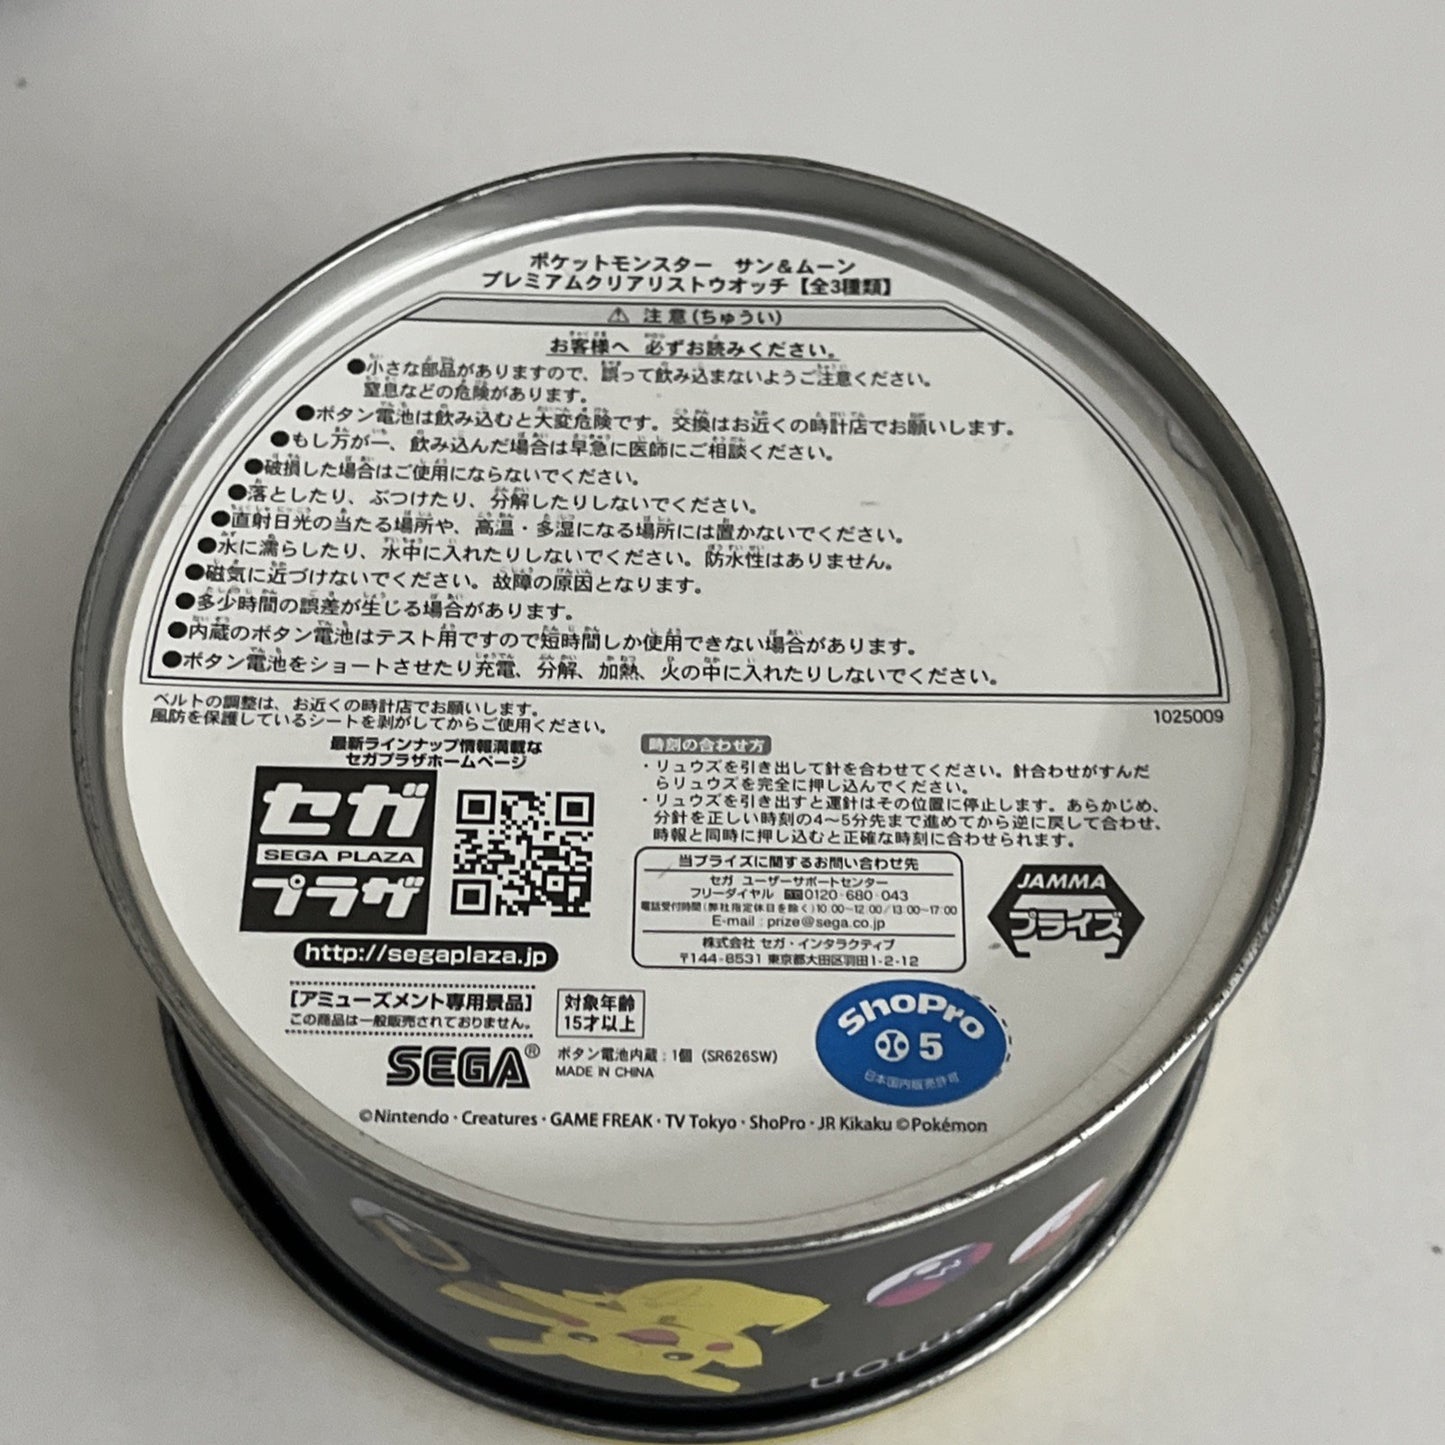 ポケットモンスター サン&ムーン
プレミアムクリアリストウオッチ【全3種類】
⚠ 注意(ちゅうい)
お客様へ 必ずお読みください。
●小さな部品がありますので、誤って飲み込まないようご注意ください。
窒息などの危険があります。
●ボタン電池は飲み込むと大変危険です。交換はお近くの時計店でお願いします。
●もし万が一、飲み込んだ場合は早急に医師にご相談ください。
●破損した場合はご使用にならないでください。
●落としたり、ぶつけたり、分解したりしないでください。
●直射日光の当たる場所や、高温・多湿になる場所には置かないでください。
●水に濡らしたり、水中に入れたりしないでください。防水性はありません。
●磁気に近づけないでください。故障の原因となります。
●多少時間の誤差が生じる場合があります。
●内蔵のボタン電池はテスト用ですので短時間しか使用できない場合があります。
●ボタン電池をショートさせたり充電、分解、加熱、火の中に入れたりしないでください。
ベルトの調整は、お近くの時計店でお願いします。
風防を保護しているシートを剥がしてからご使用ください。
1025009
最新ラインナップ情報満載な
セガプラザホームページ
セガ
SEGA PLAZA
プラザ
http://segaplaza.jp
時刻の合わせ方
・リュウズを引き出して針を合わせてください。針合わせがすんだ
らリュウズを完全に押し込んでください。
・リュウズを引き出すと運針はその位置に停止します。あらかじめ、
分針を正しい時刻の4〜5分先まで進めてから逆に戻して合わせ、
時報と同時に押し込むと正確な時刻に合わせられます。
当プライズに関するお問い合わせ先
セガ ユーザーサポートセンター
フリーダイヤル 0120-680-043
電話受付時間(弊社指定休日を除く)10:00〜12:00/13:00〜17:00
E-mail : prize@sega.co.jp
株式会社 セガ・インタラクティブ
〒144-8531 東京都大田区羽田1-2-12
JAMMA
プライズ
【アミューズメント専用景品】
この商品は一般販売されておりません。
対象年齢
15才以上
SEGA®
ボタン電池内蔵:1個 (SR626SW)
MADE IN CHINA
ShoPro
5
日本国内販売許可
©Nintendo・Creatures・GAME FREAK・TV Tokyo・ShoPro・JR Kikaku ©Pokémon